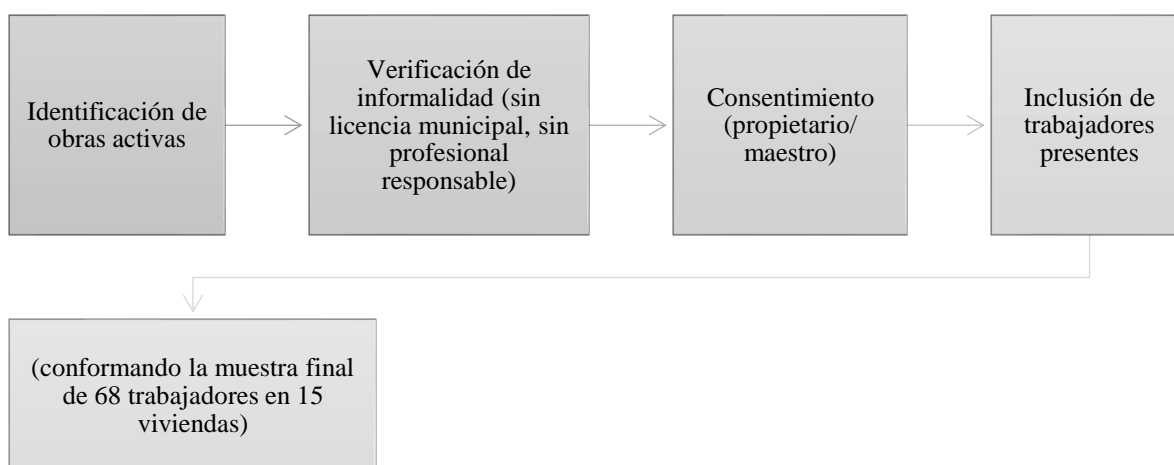 Identificación de
obras activas
Verificación de
informalidad (sin
licencia municipal, sin
profesional
responsable)
Consentimiento
(propietario/
maestro)
Inclusión de
trabajadores
presentes
(conformando la muestra final
de 68 trabajadores en 15
viviendas)